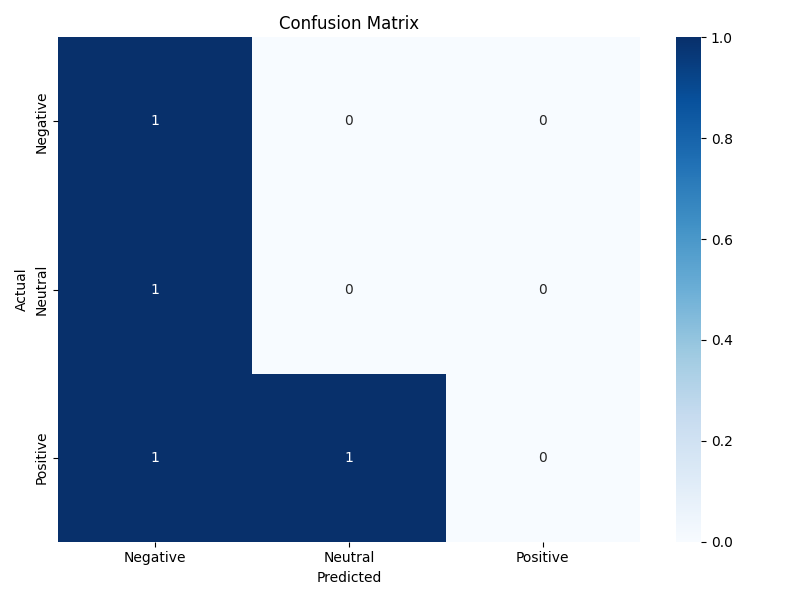 Confusion Matrix
Negative
1 0 0
Neutral
1 0 0
Positive
1 1 0
Actual
Negative Neutral Positive
Predicted
1.0
0.8
0.6
0.4
0.2
0.0